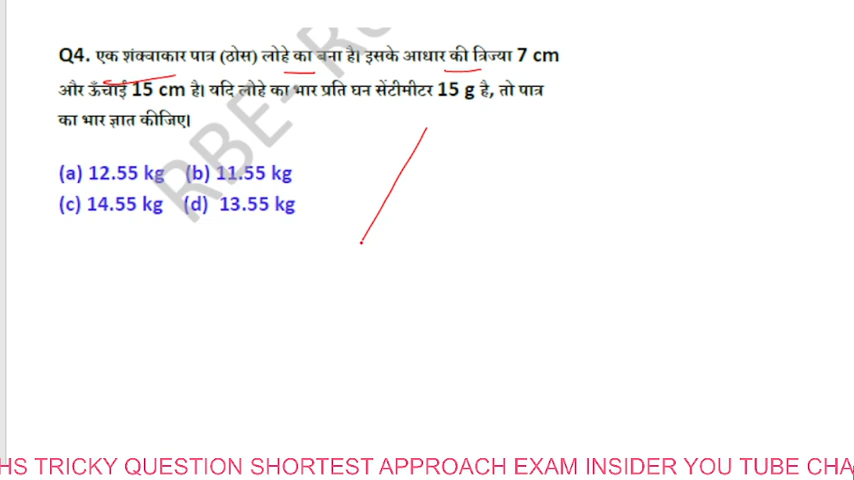 Q4. एक शंक्वाकार पात्र (ठोस) लोहे का बना है। इसके आधार की त्रिज्या 7 cm
और ऊँचाई 15 cm है। यदि लोहे का भार प्रति घन सेंटीमीटर 15 g है, तो पात्र
का भार ज्ञात कीजिए।
(a) 12.55 kg (b) 11.55 kg
(c) 14.55 kg (d) 13.55 kg
HS TRICKY QUESTION SHORTEST APPROACH EXAM INSIDER YOU TUBE CHA